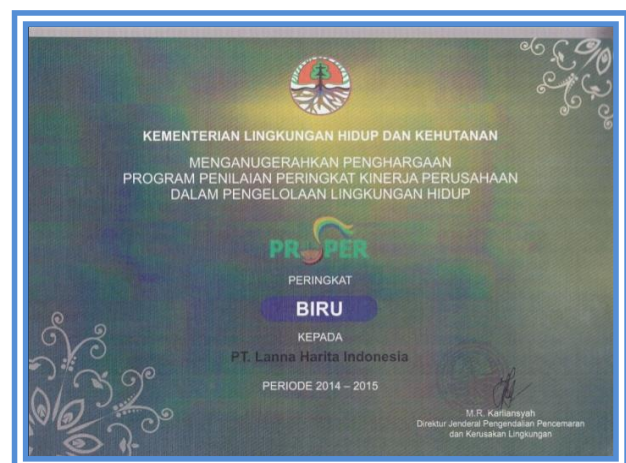 KEMENTERIAN LINGKUNGAN HIDUP DAN KEHUTANAN
MENGANUGERAHKAN PENGHARGAAN
PROGRAM PENILAIAN PERINGKAT KINERJA PERUSAHAAN
DALAM PENGELOLAAN LINGKUNGAN HIDUP
PROPER
PERINGKAT
BIRU
KEPADA
PT. Lanna Harita Indonesia
PERIODE 2014 – 2015
M.R. Karliansyah
Direktur Jenderal Pengendalian Pencemaran
dan Kerusakan Lingkungan